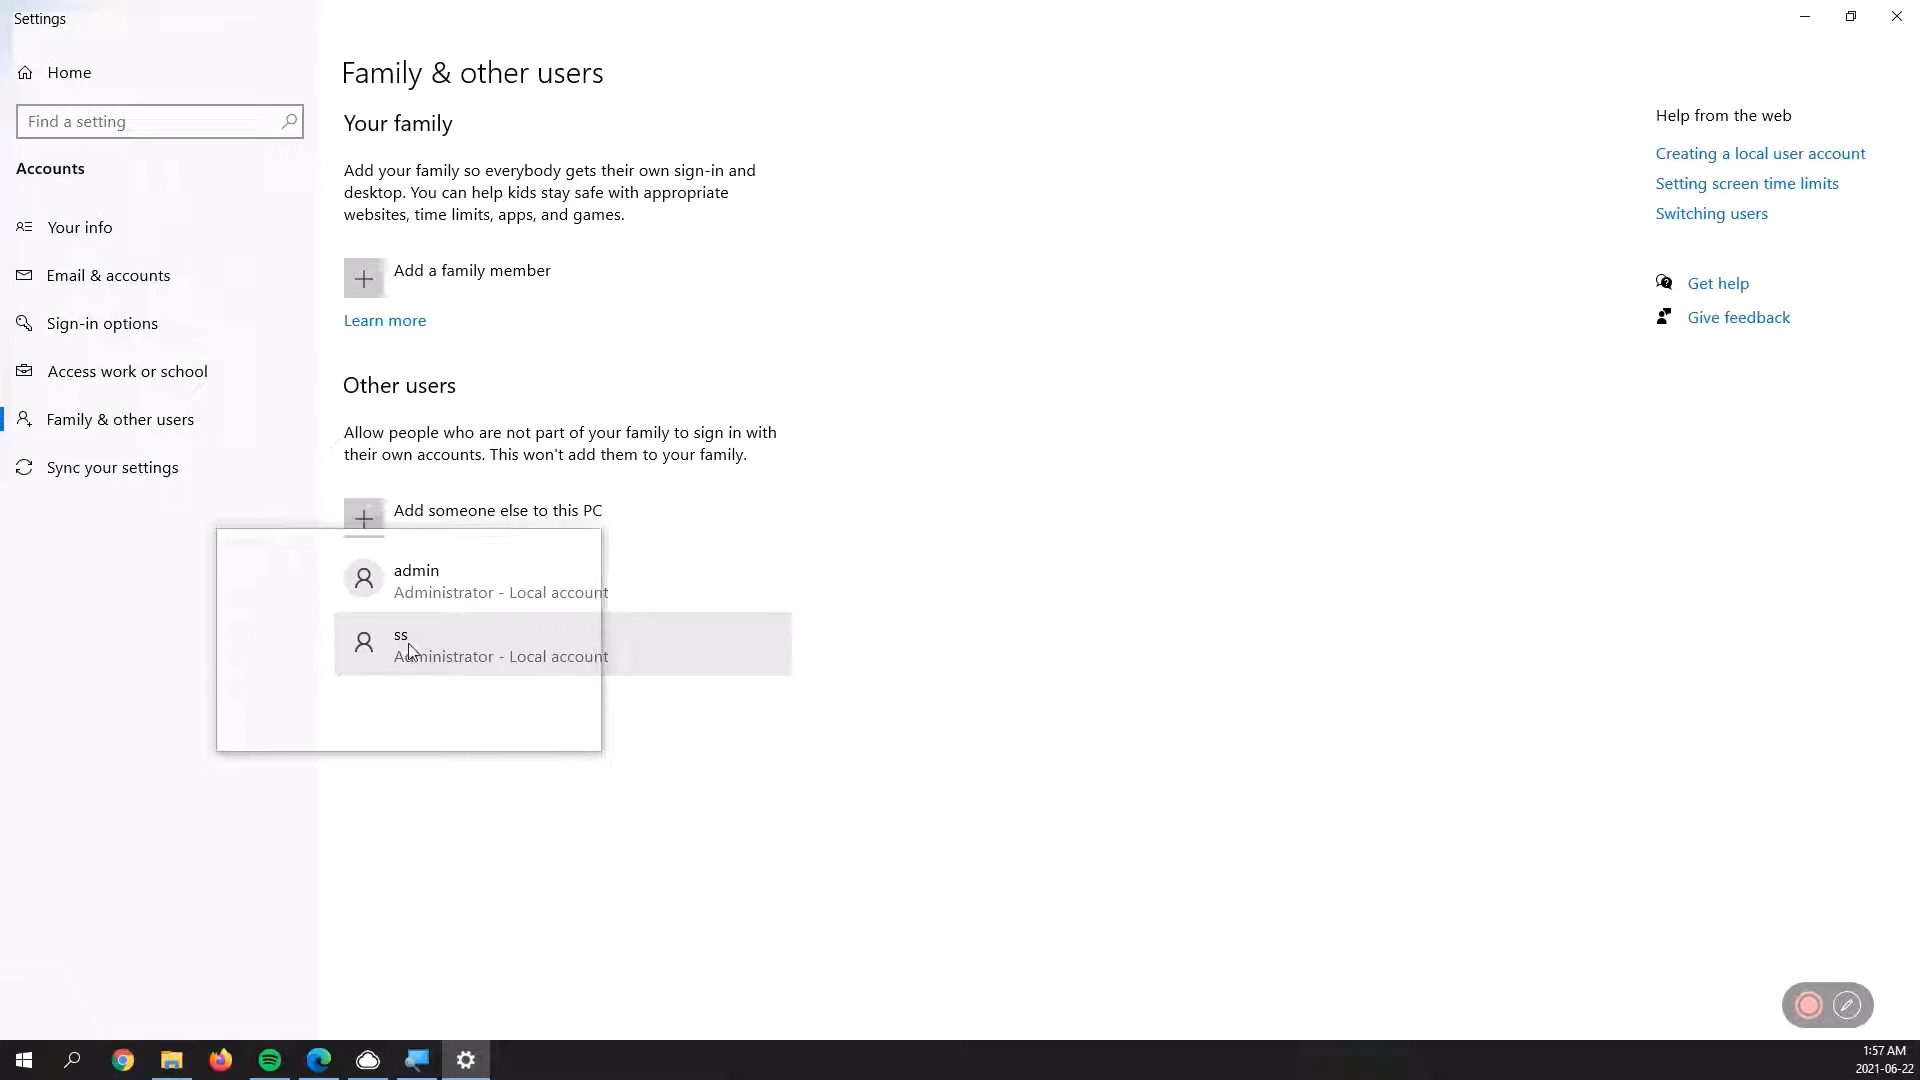 Settings
Home
Find a setting
Accounts
Your info
Email & accounts
Sign-in options
Access work or school
Family & other users
Sync your settings
Family & other users
Your family
Add your family so everybody gets their own sign-in and
desktop. You can help kids stay safe with appropriate
websites, time limits, apps, and games.
Add a family member
Learn more
Other users
Allow people who are not part of your family to sign in with
their own accounts. This won't add them to your family.
Add someone else to this PC
admin
Administrator - Local account
ss
Administrator - Local account
Help from the web
Creating a local user account
Setting screen time limits
Switching users
Get help
Give feedback
1:57 AM
2021-06-22